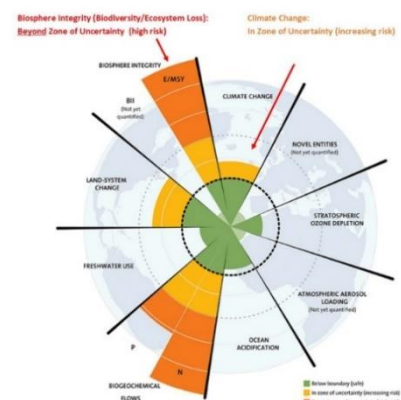 Biosphere Integrity (Biodiversity/Ecosystem Loss):
Beyond Zone of Uncertainty (high risk)
Climate Change:
In Zone of Uncertainty (increasing risk)
BIOSPHERE INTEGRITY
E/MSY
BII
(Not yet
quantified)
CLIMATE CHANGE
NOVEL ENTITIES
(Not yet quantified)
LAND-SYSTEM
CHANGE
STRATOSPHERIC
OZONE DEPLETION
FRESHWATER USE
ATMOSPHERIC AEROSOL
LOADING
(Not yet quantified)
OCEAN
ACIDIFICATION
P
N
BIOGEOCHEMICAL
FLOWS
Below boundary (safe)
In zone of uncertainty (increasing risk)